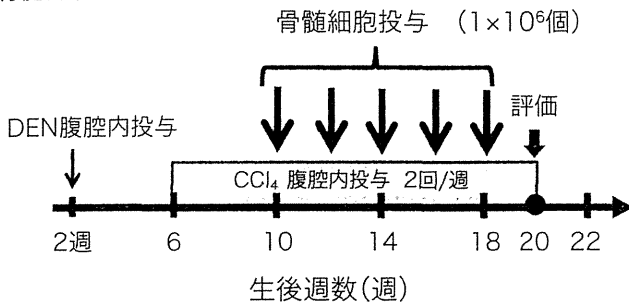 骨髄細胞投与 (1×10⁶個)
DEN腹腔内投与
評価
CCl₄ 腹腔内投与 2回/週
2週 6 10 14 18 20 22
生後週数(週)